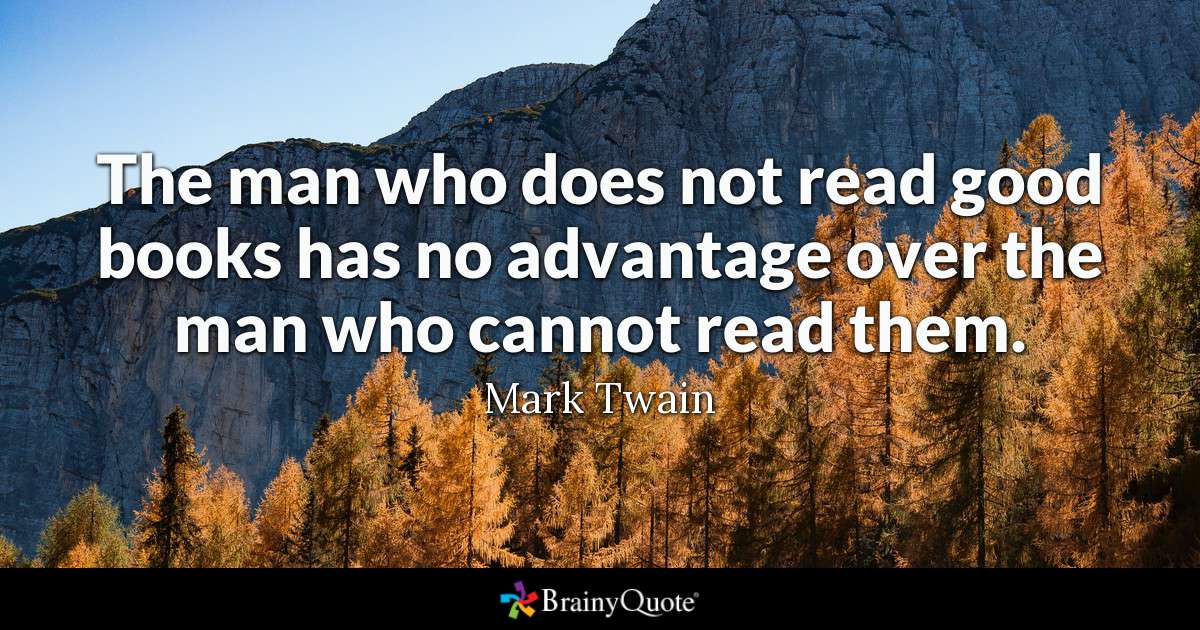 The man who does not read good
books has no advantage over the
man who cannot read them.
Mark Twain
BrainyQuote®